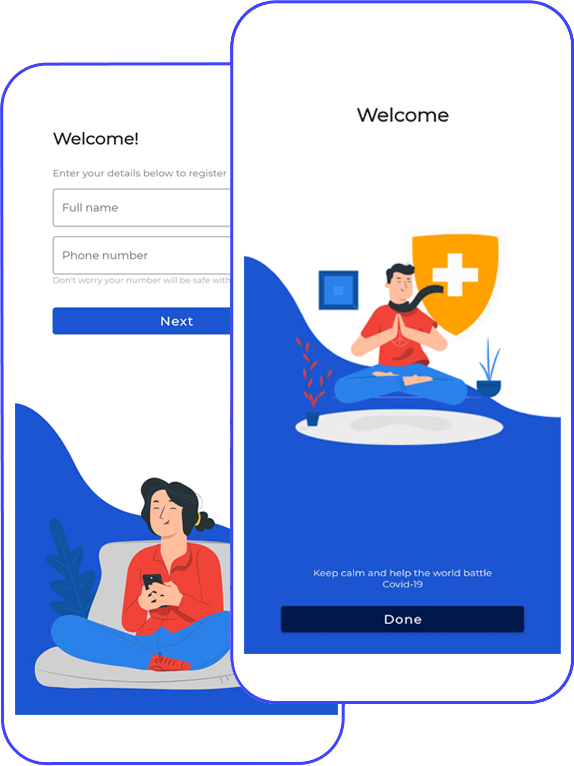 Welcome!
Enter your details below to register
Full name
Phone number
Don't worry your number will be safe with
Next
Welcome
Keep calm and help the world battle
Covid-19
Done